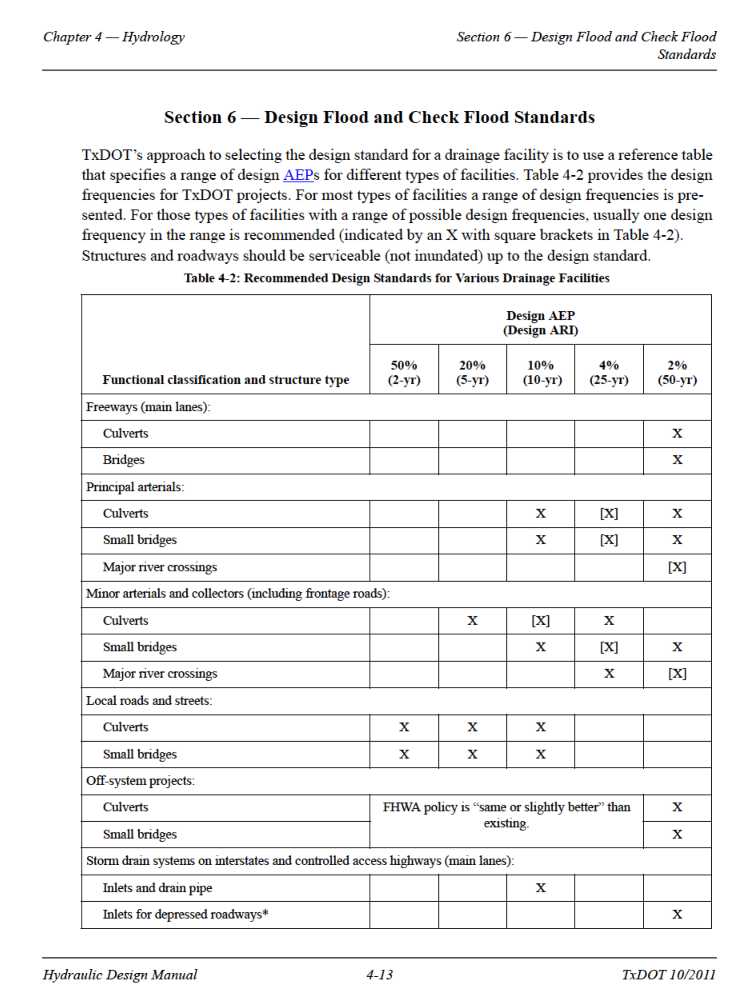 Chapter 4 — Hydrology
Section 6 — Design Flood and Check Flood
Standards
Section 6 — Design Flood and Check Flood Standards
TxDOT’s approach to selecting the design standard for a drainage facility is to use a reference table
that specifies a range of design AEPs for different types of facilities. Table 4-2 provides the design
frequencies for TxDOT projects. For most types of facilities a range of design frequencies is pre-
sented. For those types of facilities with a range of possible design frequencies, usually one design
frequency in the range is recommended (indicated by an X with square brackets in Table 4-2).
Structures and roadways should be serviceable (not inundated) up to the design standard.
Table 4-2: Recommended Design Standards for Various Drainage Facilities
Design AEP
(Design ARI)
50% 20% 10% 4% 2%
Functional classification and structure type (2-yr) (5-yr) (10-yr) (25-yr) (50-yr)
Freeways (main lanes):
Culverts X
Bridges X
Principal arterials:
Culverts X [X] X
Small bridges X [X] X
Major river crossings [X]
Minor arterials and collectors (including frontage roads):
Culverts X [X] X
Small bridges X [X] X
Major river crossings X [X]
Local roads and streets:
Culverts X X X
Small bridges X X X
Off-system projects:
Culverts FHWA policy is “same or slightly better” than X
existing.
Small bridges X
Storm drain systems on interstates and controlled access highways (main lanes):
Inlets and drain pipe X
Inlets for depressed roadways* X
Hydraulic Design Manual 4-13 TxDOT 10/2011